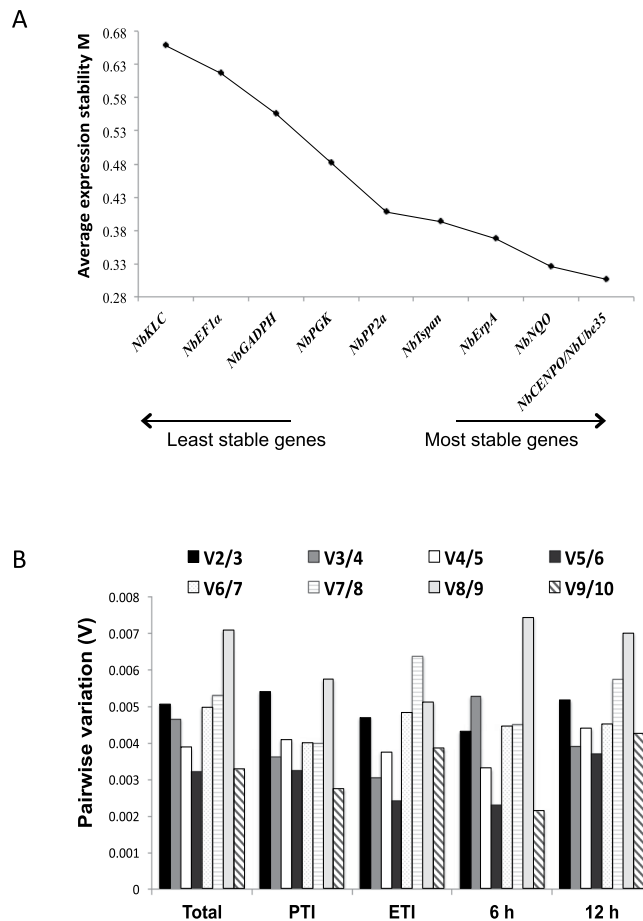 A
Average expression stability M
0.68
0.63
0.58
0.53
0.48
0.43
0.38
0.33
0.28
NbKLC
NbEF1α
NbGADPH
NbPGK
NbPP2a
NbTspan
NbErpA
NbNQO
NbCENPO/NbUbe35
Least stable genes
Most stable genes
B
V2/3 V3/4 V4/5 V5/6
V6/7 V7/8 V8/9 V9/10
Pairwise variation (V)
0.008
0.007
0.006
0.005
0.004
0.003
0.002
0.001
0
Total PTI ETI 6 h 12 h